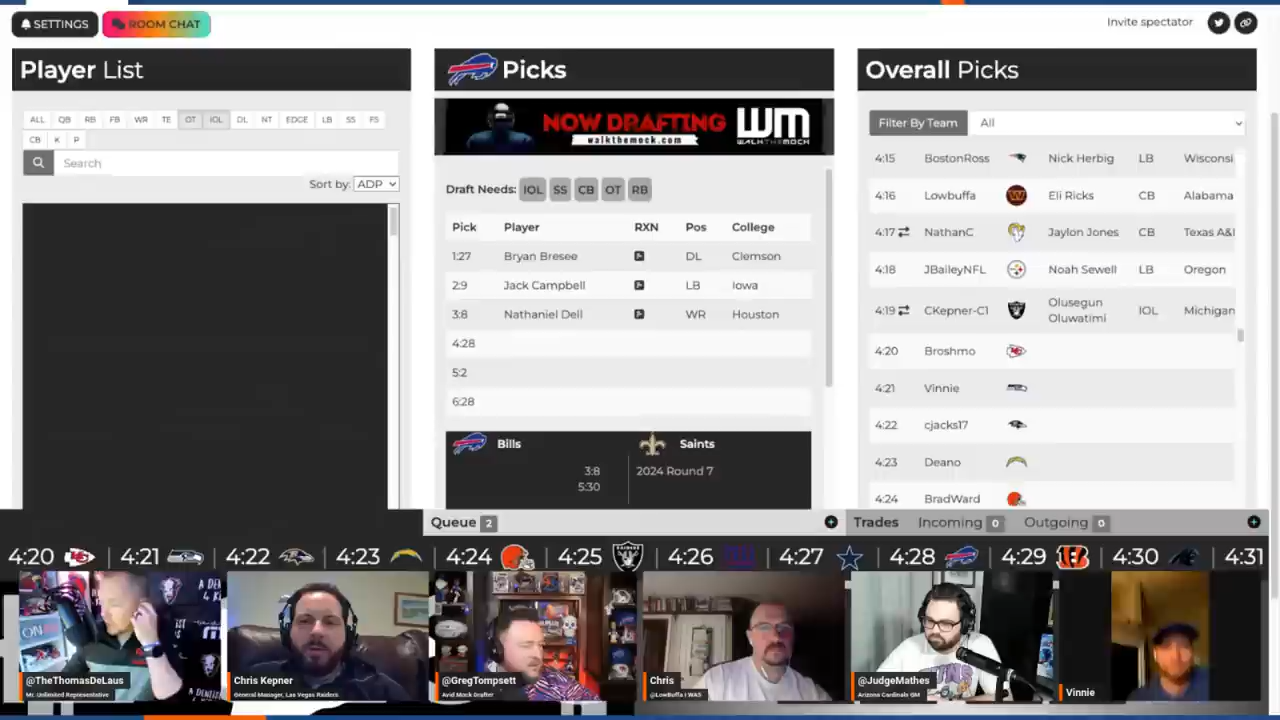 SETTINGS
ROOM CHAT
Invite spectator
Player List
ALL QB RB FB WR TE OT IOL DL NT EDGE LB SS FS
CB K P
Search
Sort by: ADP
Picks
NOW DRAFTING
walkthemock.com
WM
WALKTHEMOCK
Draft Needs: IOL SS CB OT RB
Pick Player RXN Pos College
1:27 Bryan Bresee DL Clemson
2:9 Jack Campbell LB Iowa
3:8 Nathaniel Dell WR Houston
4:28
5:2
6:28
Bills Saints
3:8 2024 Round 7
5:30
Overall Picks
Filter By Team All
4:15 BostonRoss Nick Herbig LB Wisconsi
4:16 Lowbuffa Eli Ricks CB Alabama
4:17 NathanC Jaylon Jones CB Texas A&
4:18 JBaileyNFL Noah Sewell LB Oregon
4:19 CKepner-C1 Olusegun Oluwatimi IOL Michigan
4:20 Broshmo
4:21 Vinnie
4:22 cjacks17
4:23 Deano
4:24 BradWard
Queue 2
Trades Incoming 0 Outgoing 0
4:20 4:21 4:22 4:23 4:24 4:25 4:26 4:27 4:28 4:29 4:30 4:31
@TheThomasDeLaus
Mt. Unlimited Representative
Chris Kepner
General Manager, Las Vegas Raiders
@GregTompsett
Avid Mock Drafter
Chris
@LowBuffa | WAS
@JudgeMathes
Arizona Cardinals GM
Vinnie